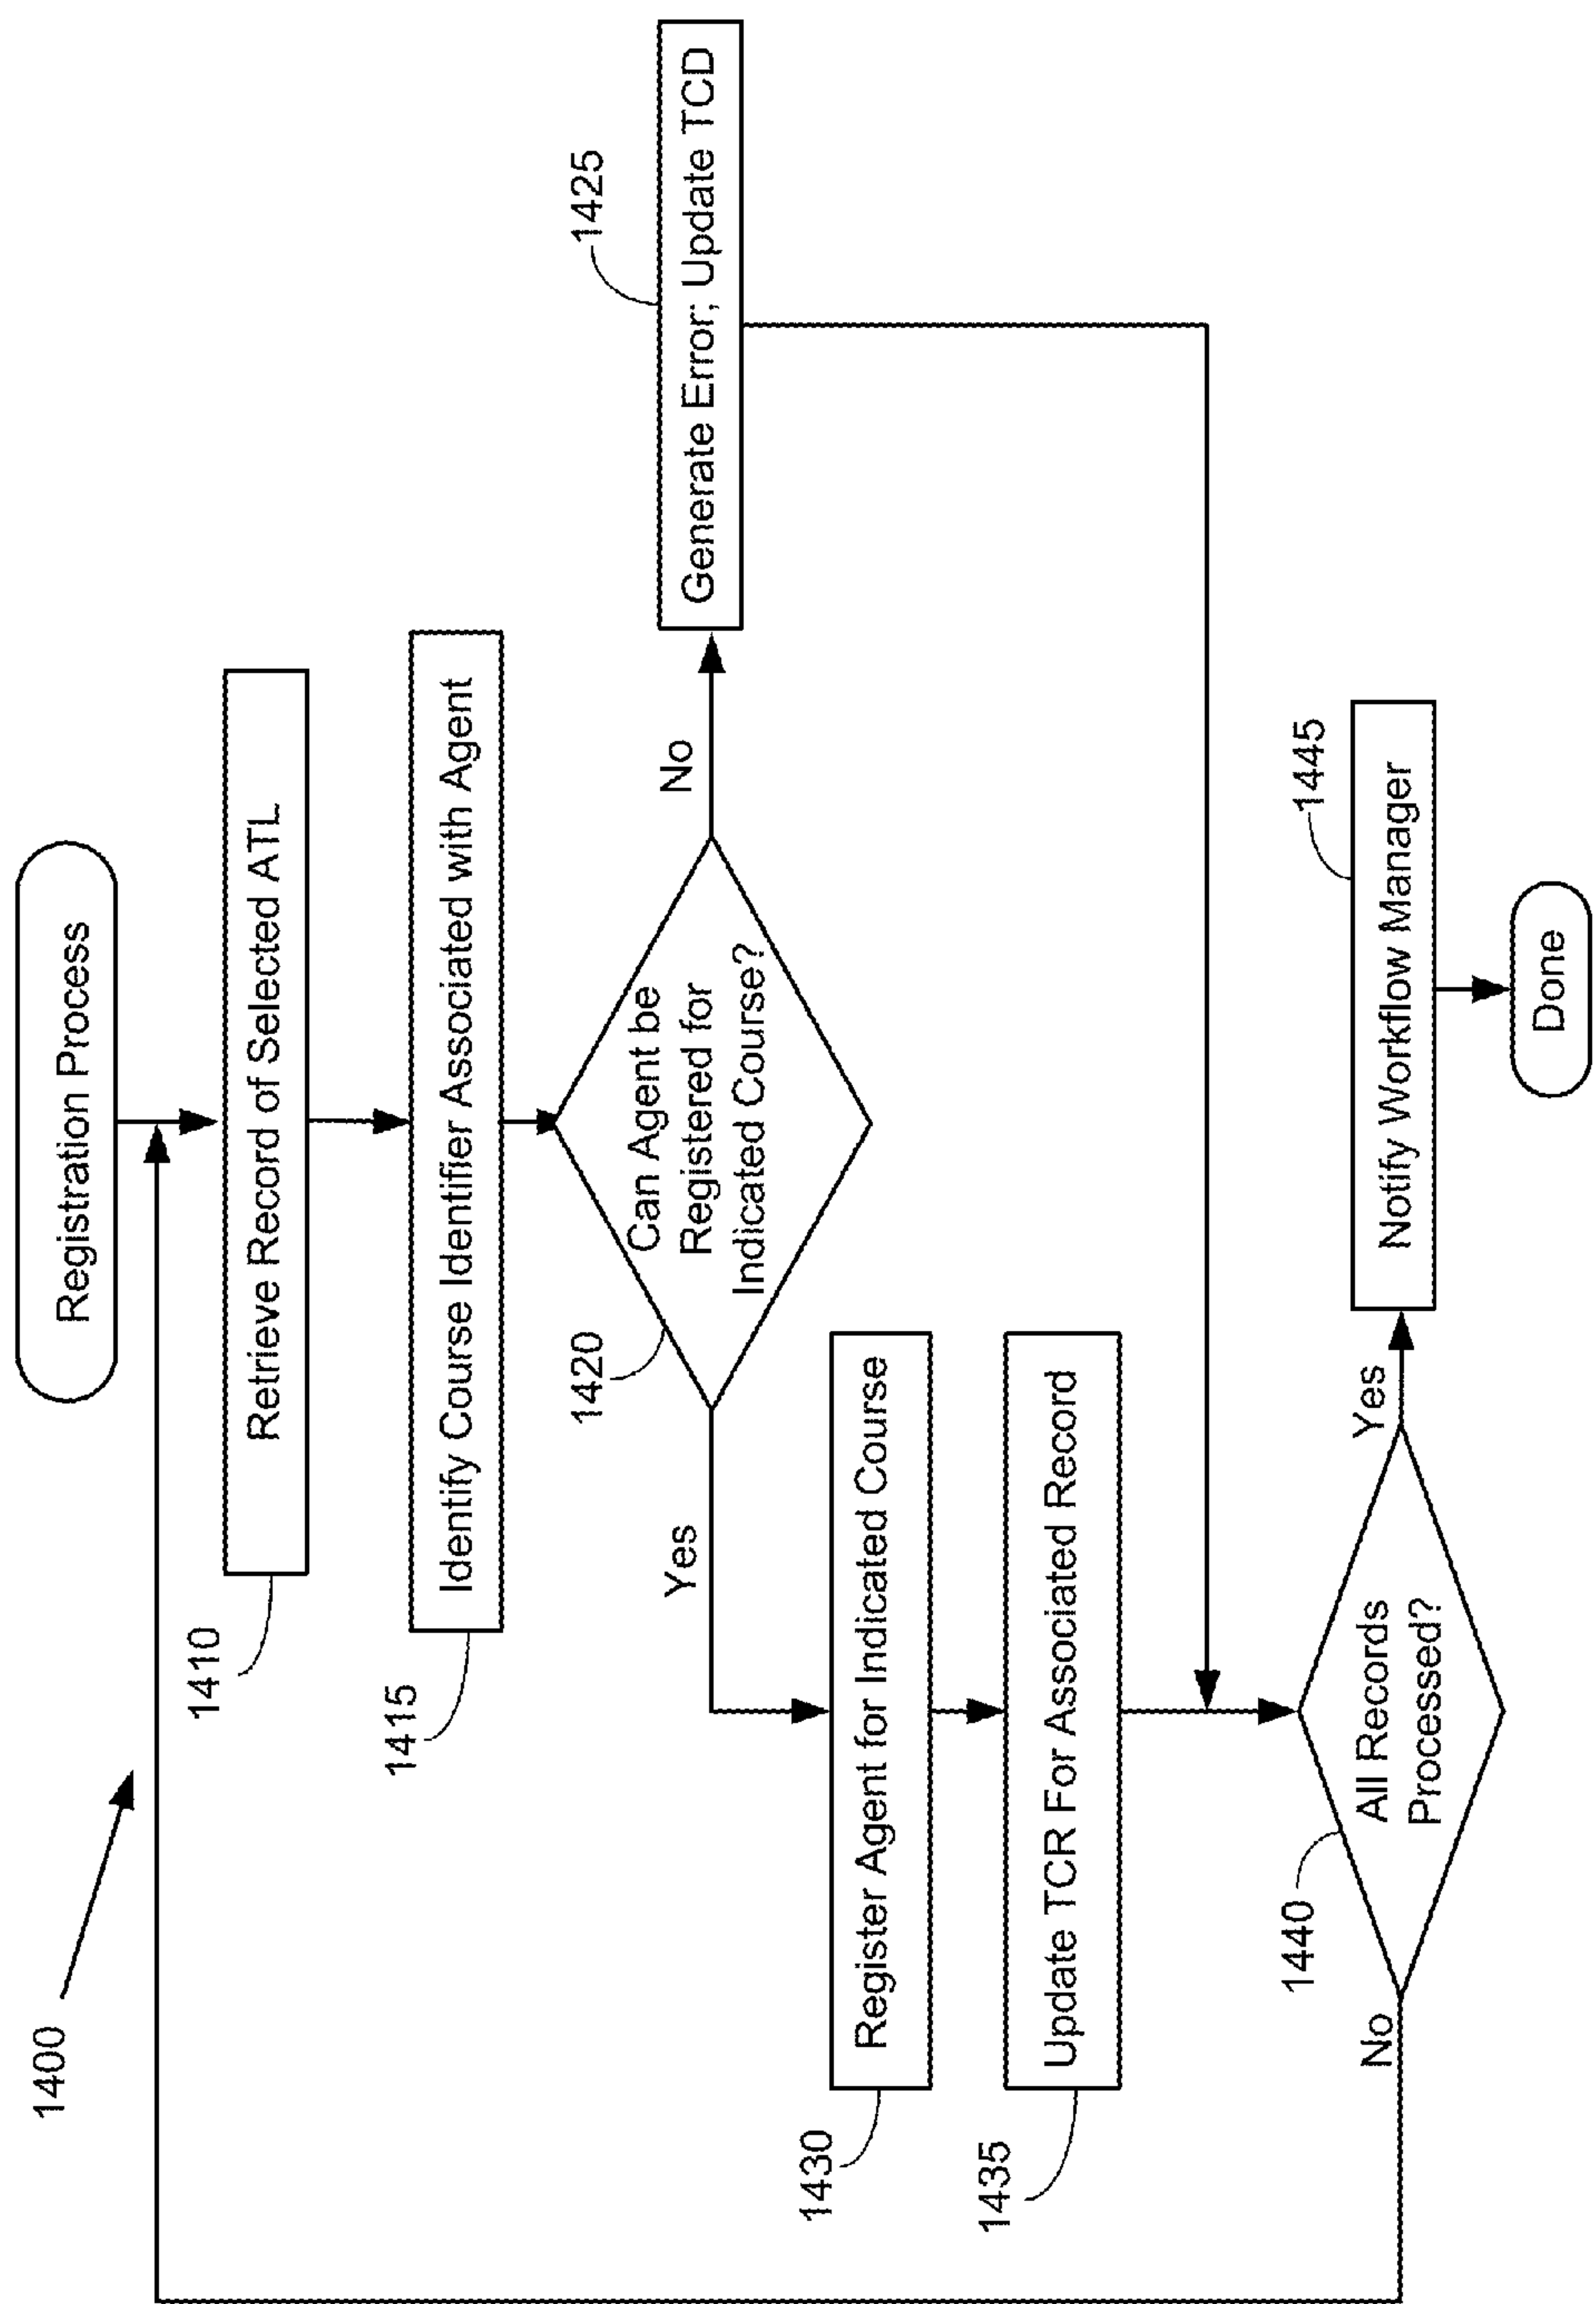 1400
Registration Process
1410
Retrieve Record of Selected ATL
1415
Identify Course Identifier Associated with Agent
1420
Can Agent be
Registered for
Indicated Course?
No
1425
Generate Error; Update TCD
Yes
1430
Register Agent for Indicated Course
1435
Update TCR For Associated Record
1440
All Records
Processed?
No
Yes
1445
Notify Workflow Manager
Done